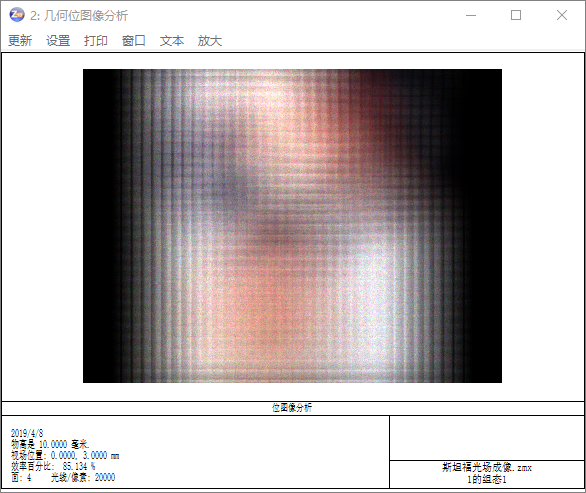 2: 几何位图像分析
更新 设置 打印 窗口 文本 放大
位图像分析
2019/4/8
物高是 10.0000 毫米.
视场位置: 0.0000, 3.0000 mm
效率百分比: 85.134 %
面: 4 光线/像素: 20000
斯坦福光场成像.zmx
1的组态1